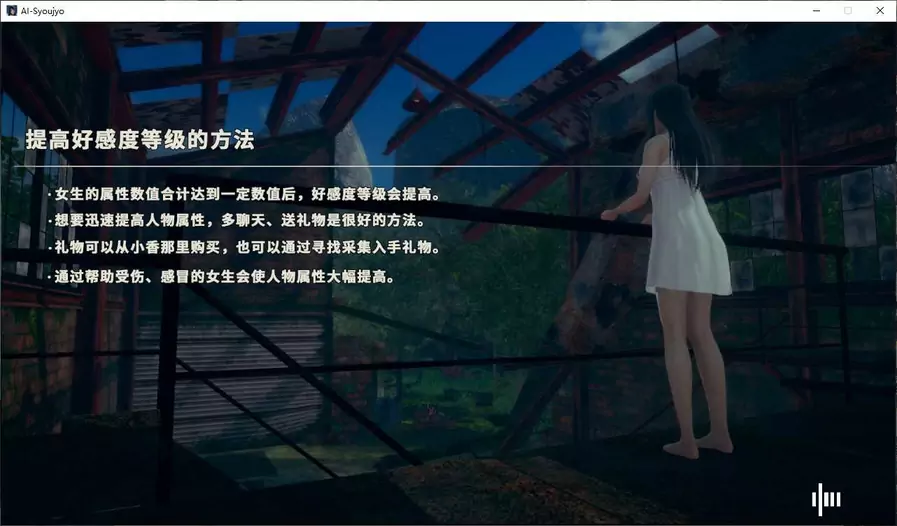 AI-Syoujyo
提高好感度等级的方法
·女生的属性数值合计达到一定数值后，好感度等级会提高。
·想要迅速提高人物属性，多聊天、送礼物是很好的方法。
·礼物可以从小香那里购买，也可以通过寻找采集入手礼物。
·通过帮助受伤、感冒的女生会使人物属性大幅提高。